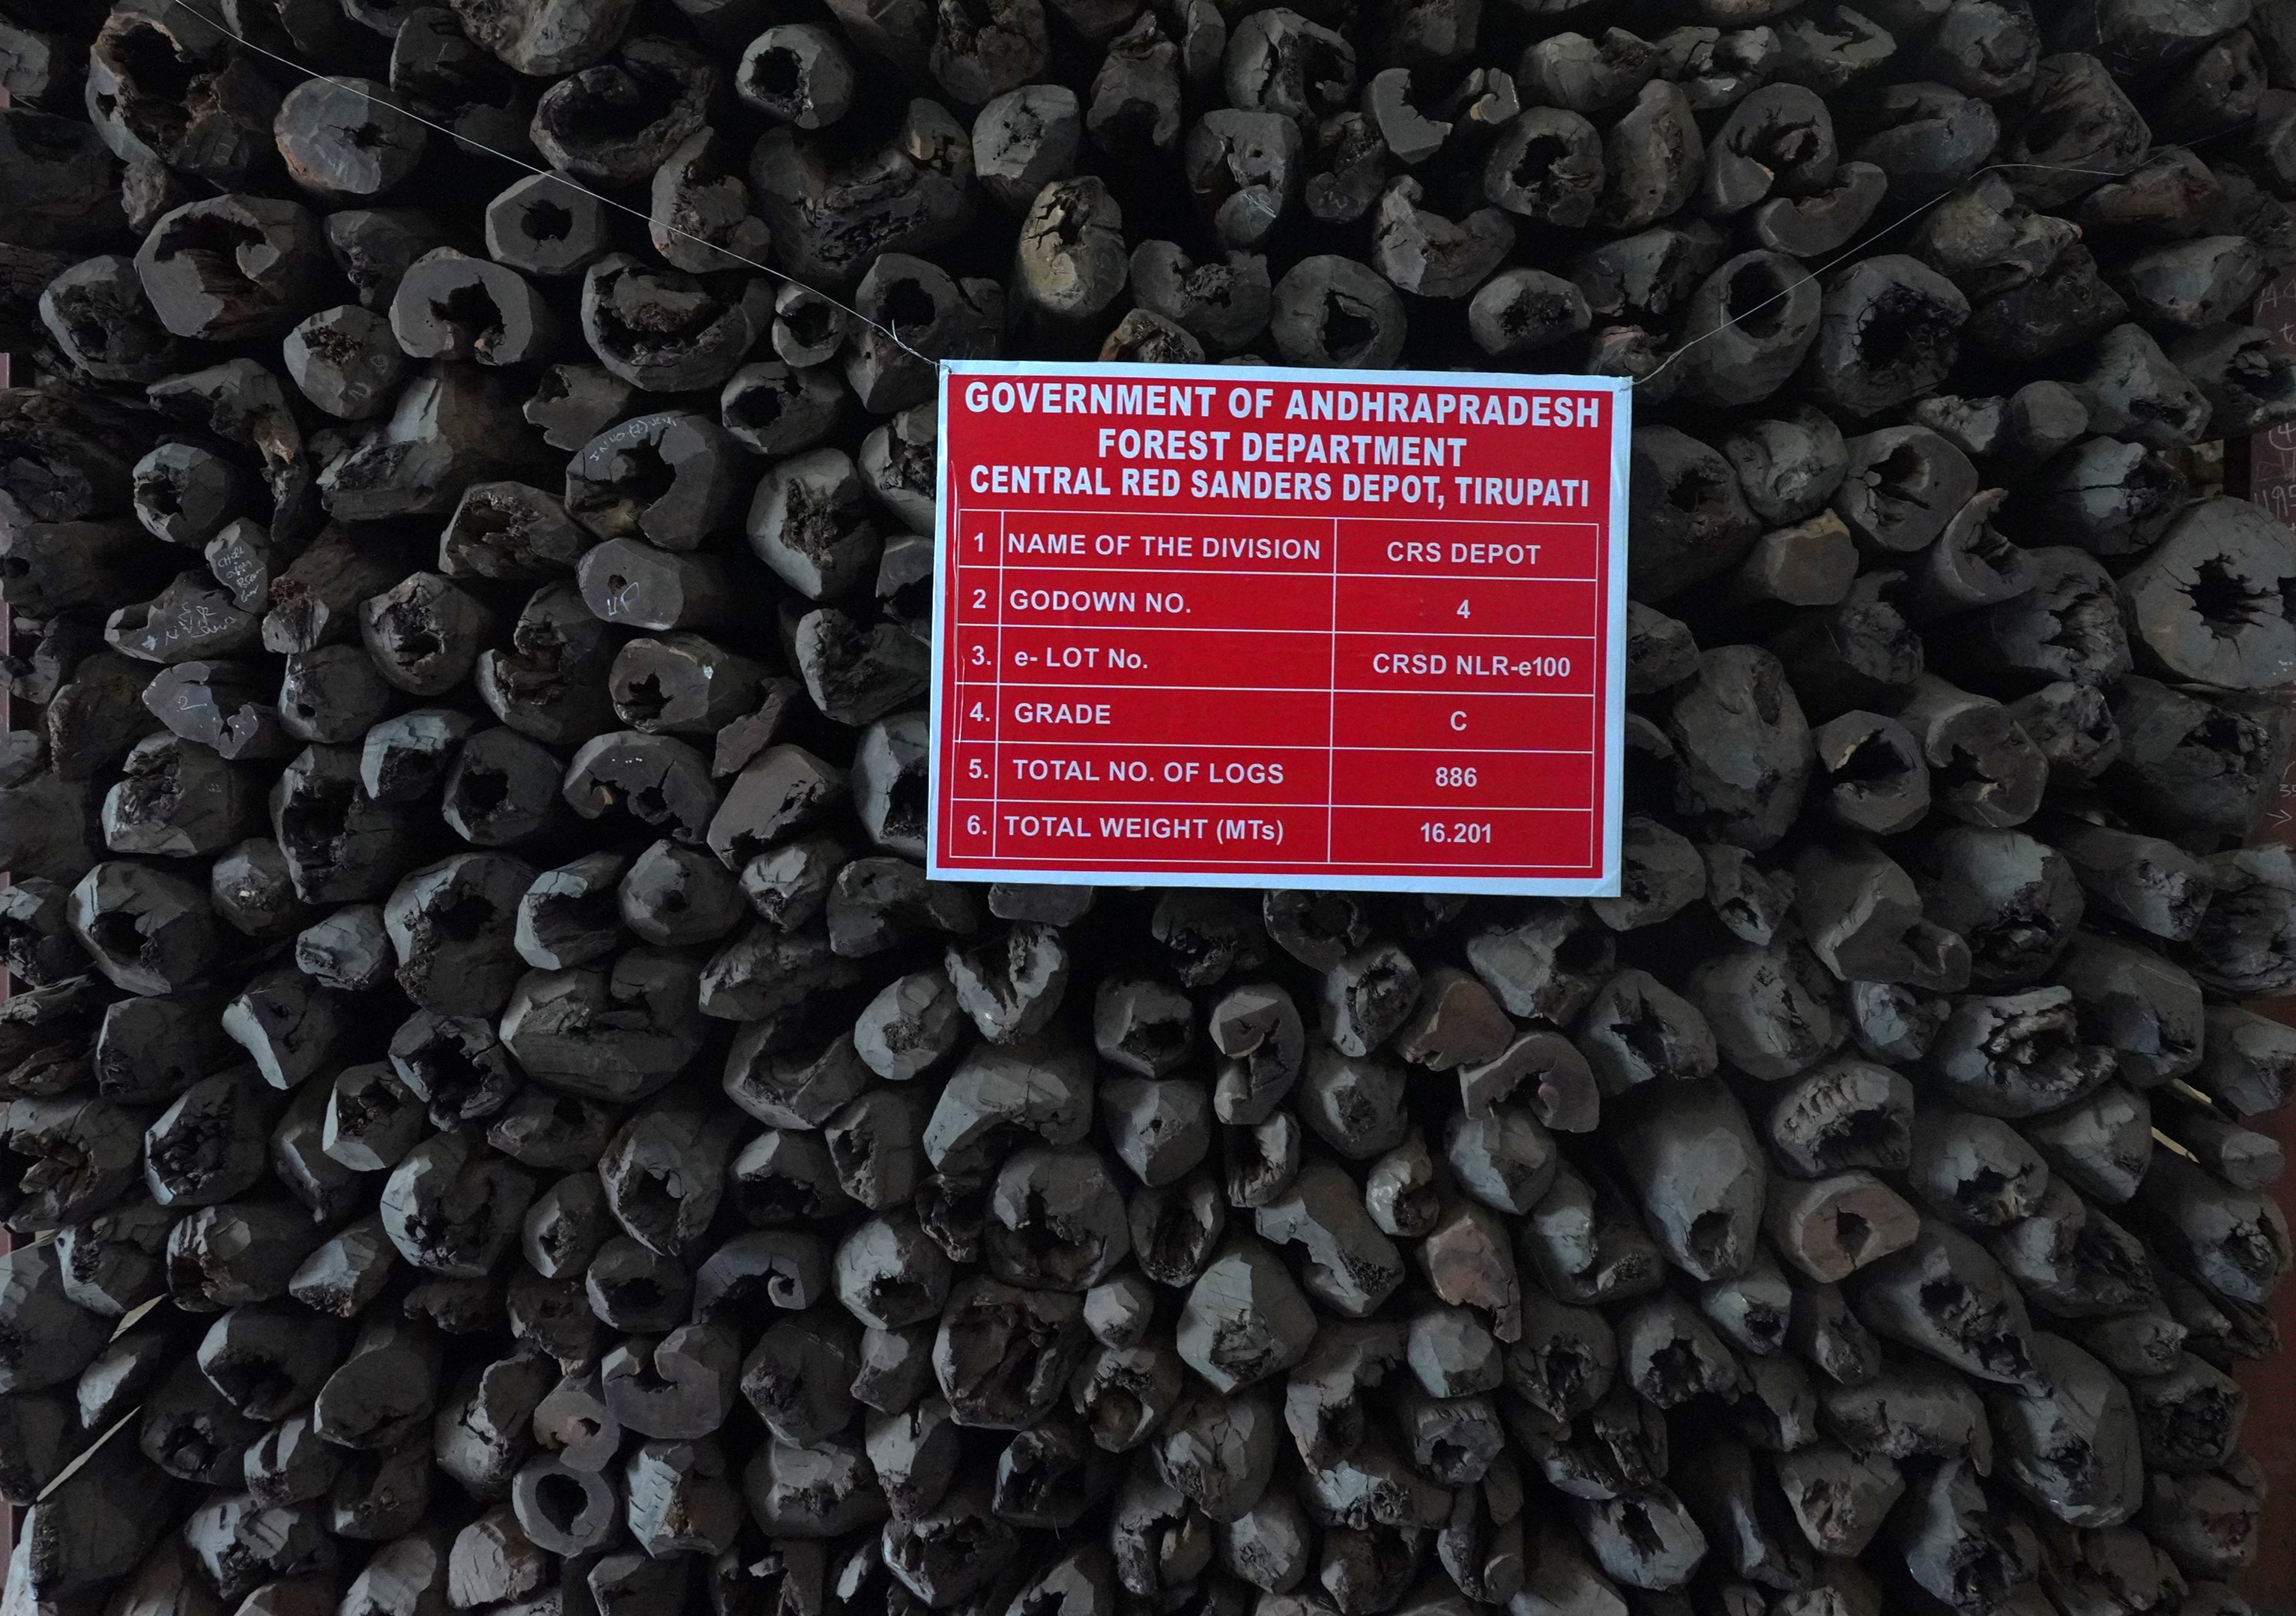 GOVERNMENT OF ANDHRAPRADESH
FOREST DEPARTMENT
CENTRAL RED SANDERS DEPOT, TIRUPATI
1 NAME OF THE DIVISION CRS DEPOT
2 GODOWN NO. 4
3. e- LOT No. CRSD NLR-e100
4. GRADE C
5. TOTAL NO. OF LOGS 886
6. TOTAL WEIGHT (MTs) 16.201